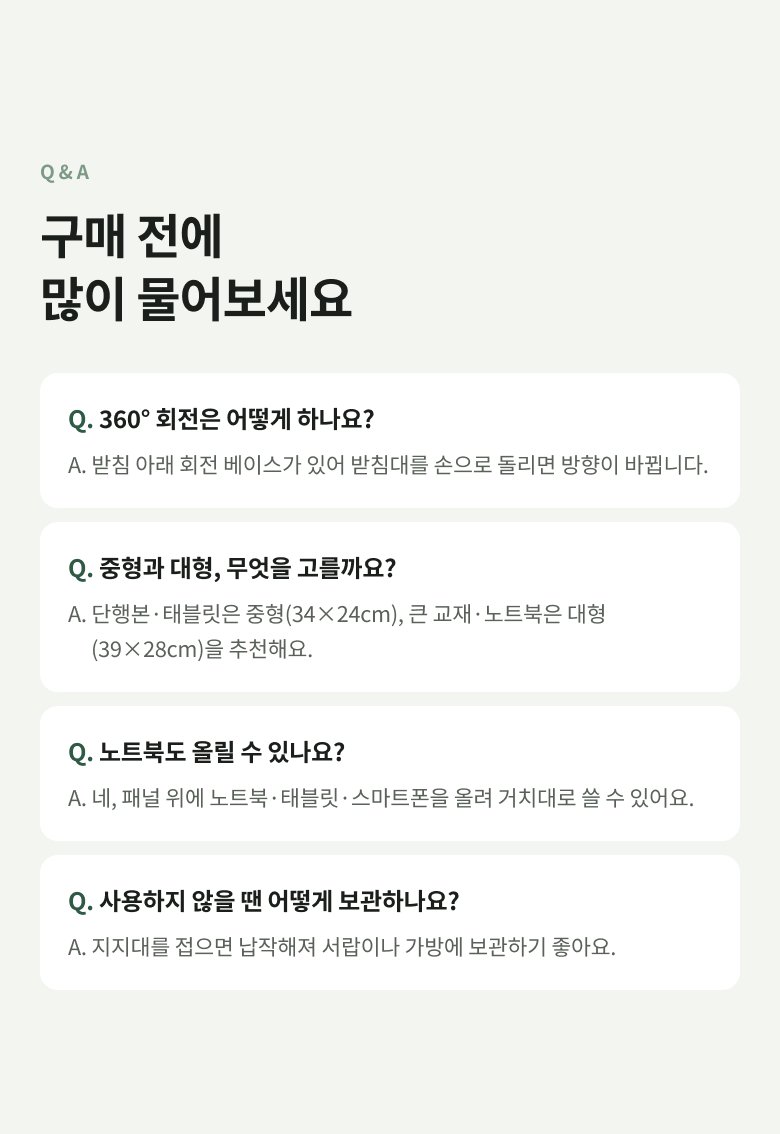 Q&A
구매 전에
많이 물어보세요
Q. 360° 회전은 어떻게 하나요?
A. 받침 아래 회전 베이스가 있어 받침대를 손으로 돌리면 방향이 바뀝니다.
Q. 중형과 대형, 무엇을 고를까요?
A. 단행본·태블릿은 중형(34×24cm), 큰 교재·노트북은 대형
(39×28cm)을 추천해요.
Q. 노트북도 올릴 수 있나요?
A. 네, 패널 위에 노트북·태블릿·스마트폰을 올려 거치대로 쓸 수 있어요.
Q. 사용하지 않을 땐 어떻게 보관하나요?
A. 지지대를 접으면 납작해져 서랍이나 가방에 보관하기 좋아요.